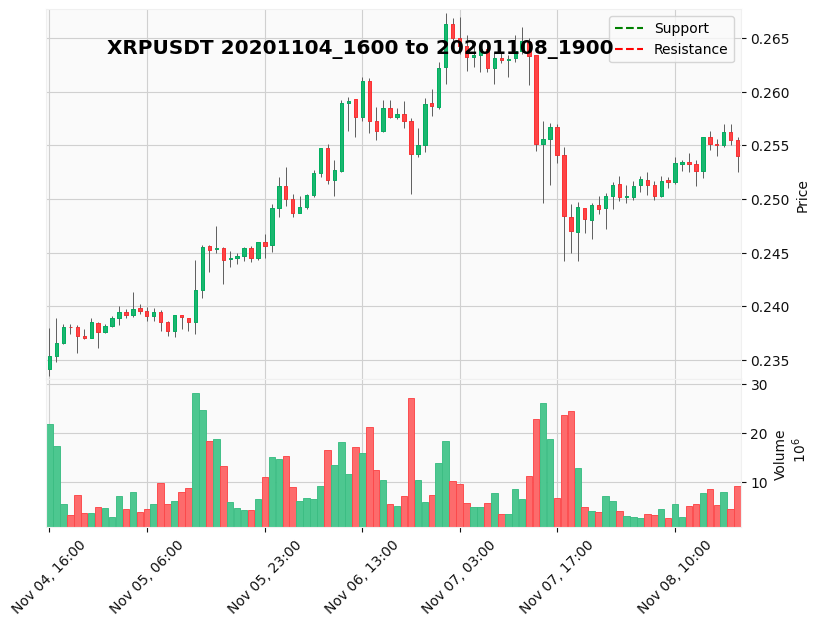 XRPUSDT 20201104_1600 to 20201108_1900
Support
Resistance
0.265
0.260
0.255
0.250
0.245
0.240
0.235
Price
30
20
10
Volume
10^6
Nov 04, 16:00
Nov 05, 06:00
Nov 05, 23:00
Nov 06, 13:00
Nov 07, 03:00
Nov 07, 17:00
Nov 08, 10:00